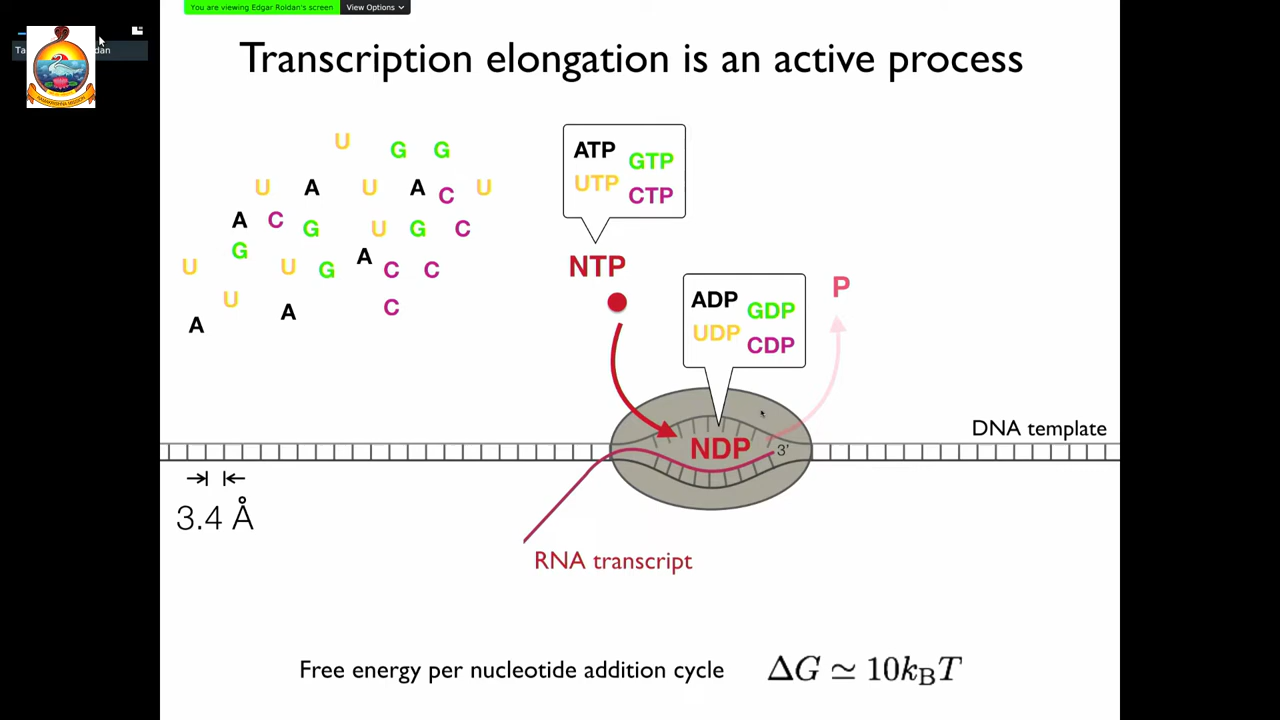 You are viewing Edgar Roldan's screen View Options
Transcription elongation is an active process
U G G
U A U A C U
A C G U G C
G A
U U G C C
U C
A A
ATP GTP
UTP CTP
NTP
ADP GDP
UDP CDP
P
NDP
3'
DNA template
3.4 Å
RNA transcript
Free energy per nucleotide addition cycle ΔG ≃ 10k_BT